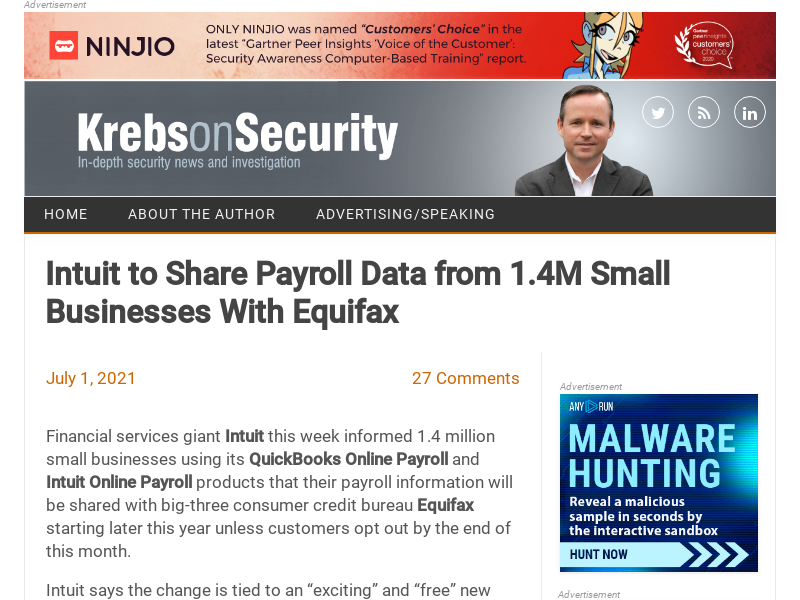 Advertisement
NINJIO
ONLY NINJIO was named "Customers' Choice" in the
latest "Gartner Peer Insights 'Voice of the Customer':
Security Awareness Computer-Based Training" report.
Gartner
peerinsights
customers'
choice
2020
KrebsonSecurity
In-depth security news and investigation
HOME ABOUT THE AUTHOR ADVERTISING/SPEAKING
Intuit to Share Payroll Data from 1.4M Small
Businesses With Equifax
July 1, 2021 27 Comments
Financial services giant Intuit this week informed 1.4 million
small businesses using its QuickBooks Online Payroll and
Intuit Online Payroll products that their payroll information will
be shared with big-three consumer credit bureau Equifax
starting later this year unless customers opt out by the end of
this month.
Intuit says the change is tied to an “exciting” and “free” new
Advertisement
ANY RUN
MALWARE
HUNTING
Reveal a malicious
sample in seconds by
the interactive sandbox
HUNT NOW
Advertisement